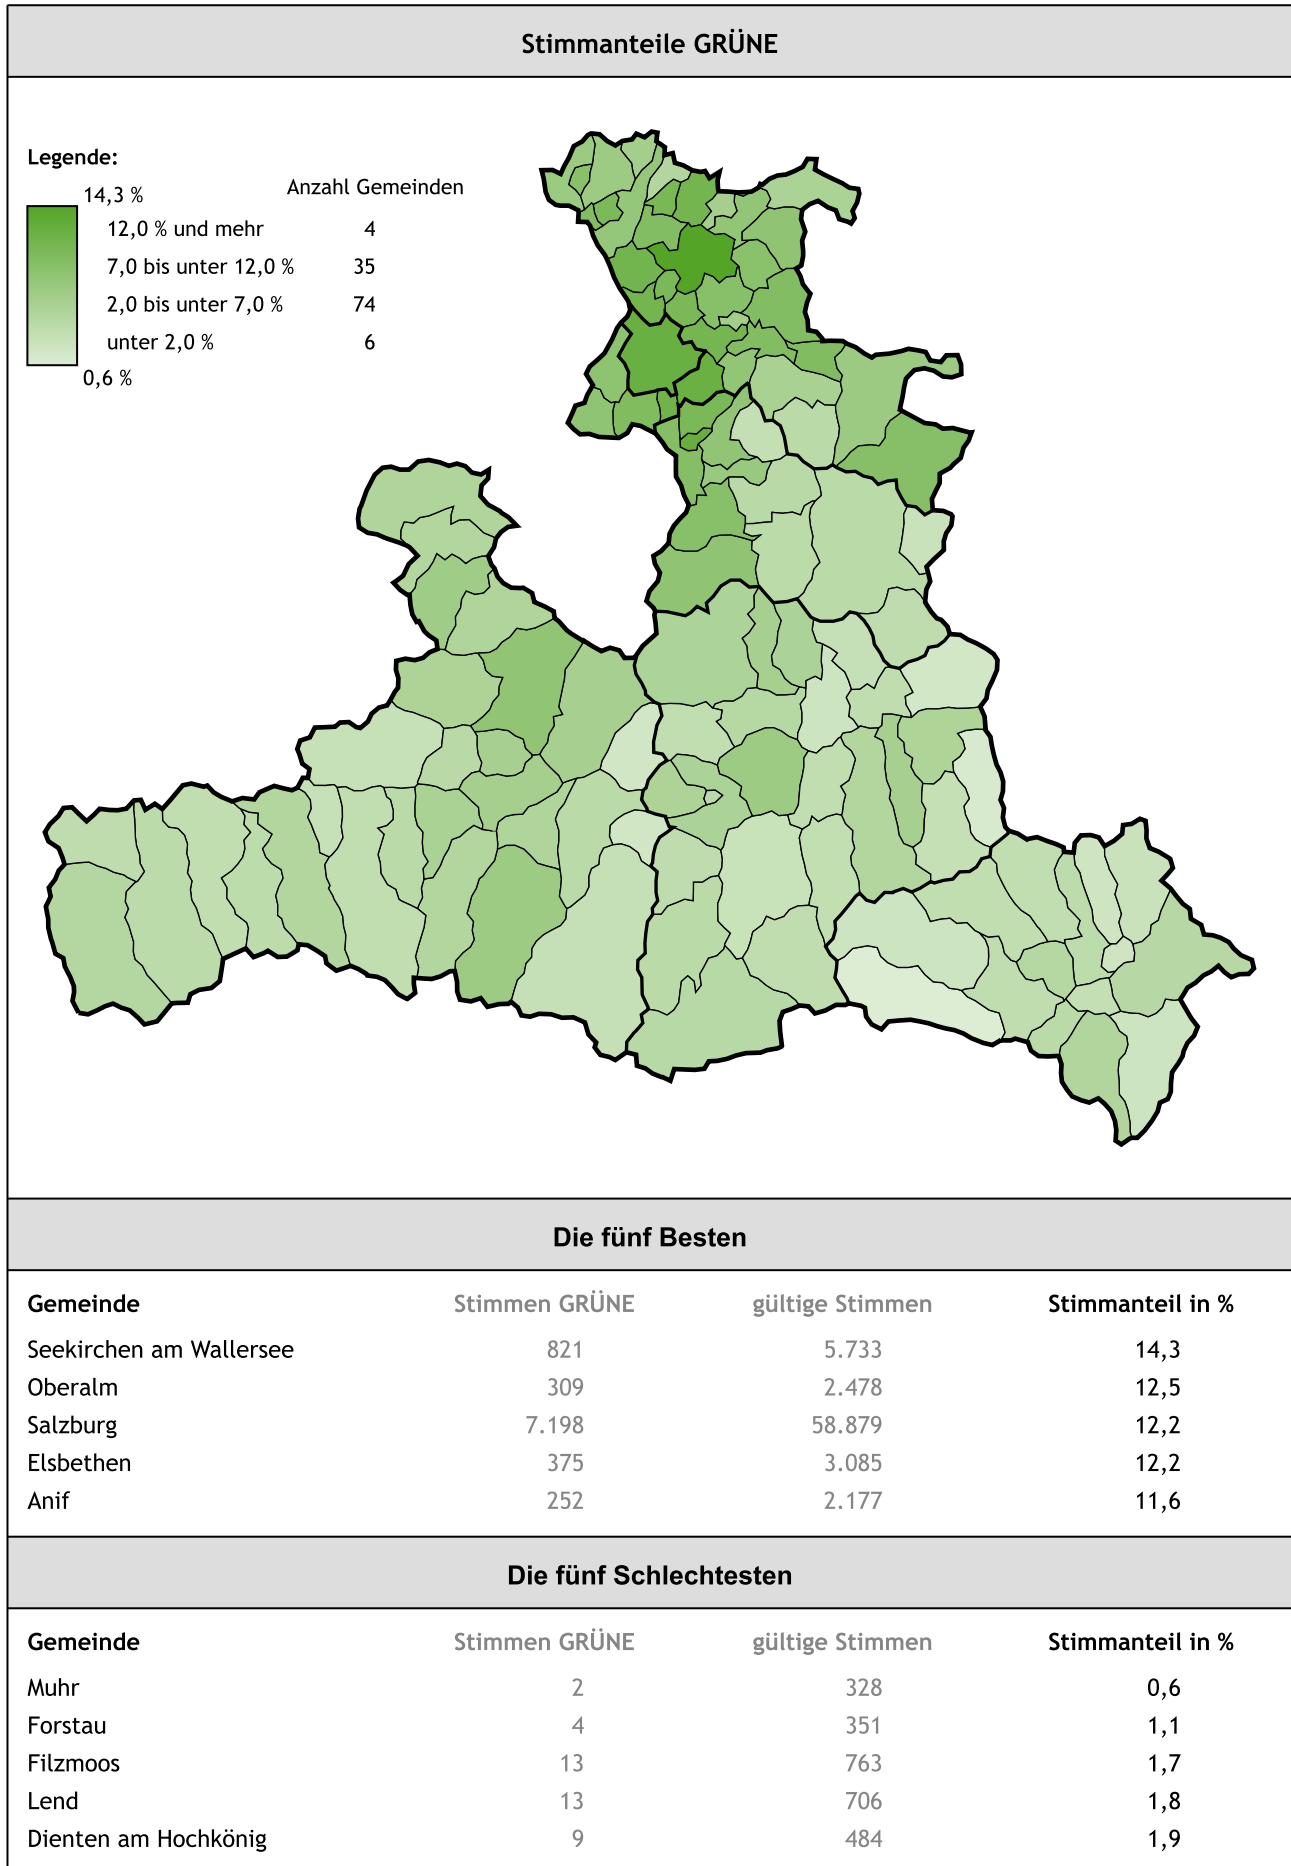 Stimmanteile GRÜNE
Legende:
14,3 %
Anzahl Gemeinden
12,0 % und mehr 4
7,0 bis unter 12,0 % 35
2,0 bis unter 7,0 % 74
unter 2,0 % 6
0,6 %
Die fünf Besten
Gemeinde Stimmen GRÜNE gültige Stimmen Stimmanteil in %
Seekirchen am Wallersee 821 5.733 14,3
Oberalm 309 2.478 12,5
Salzburg 7.198 58.879 12,2
Elsbethen 375 3.085 12,2
Anif 252 2.177 11,6
Die fünf Schlechtesten
Gemeinde Stimmen GRÜNE gültige Stimmen Stimmanteil in %
Muhr 2 328 0,6
Forstau 4 351 1,1
Filzmoos 13 763 1,7
Lend 13 706 1,8
Dienten am Hochkönig 9 484 1,9